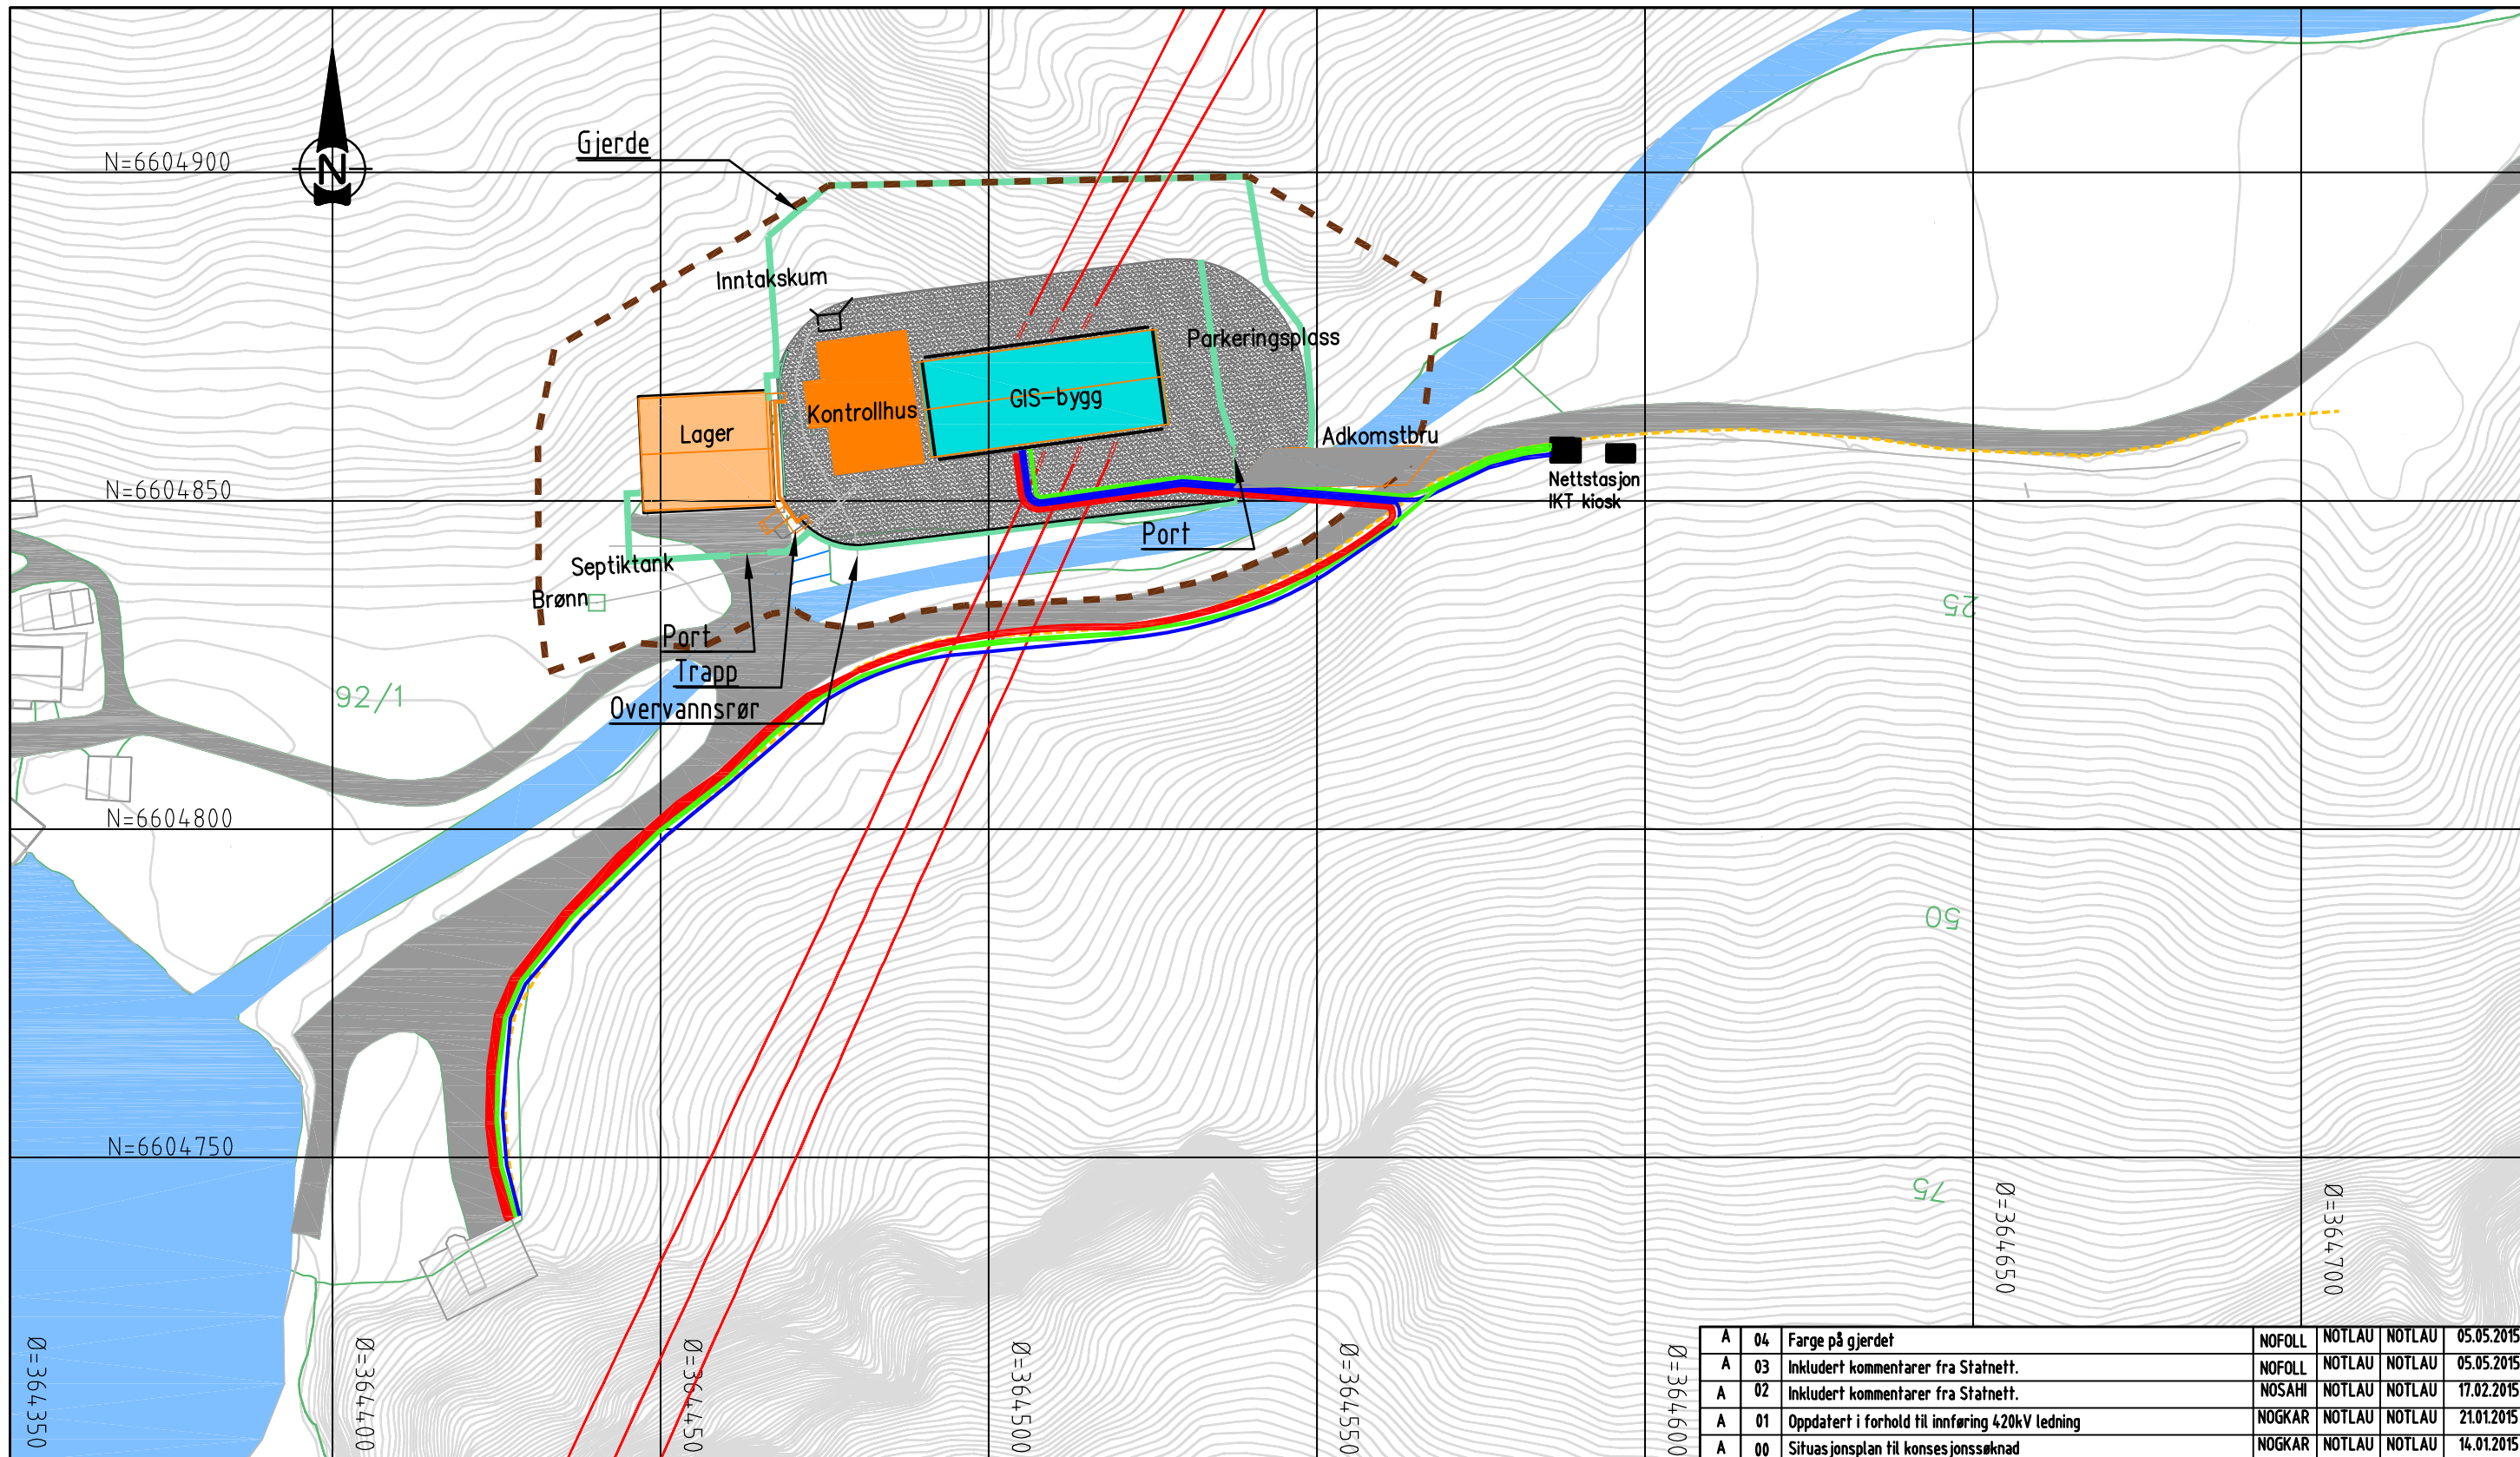 Gjerde
N=6604900
N
Inntakskum
Parkeringsplass
GIS-bygg
Kontrollhus
Lager
Adkomstbru
N=6604850
Nettstasjon
IKT kiosk
Port
Septiktank
Brønn
25
Port
Trapp
92/1
Overvannsrør
N=6604800
50
N=6604750
75
Ø=364350
Ø=364400
Ø=364450
Ø=364500
Ø=364550
Ø=364600
Ø=364650
Ø=364700
A 04 Farge på gjerdet NOFOLL NOTLAU NOTLAU 05.05.2015
A 03 Inkludert kommentarer fra Statnett. NOFOLL NOTLAU NOTLAU 05.05.2015
A 02 Inkludert kommentarer fra Statnett. NOSAHI NOTLAU NOTLAU 17.02.2015
A 01 Oppdatert i forhold til innføring 420kV ledning NOGKAR NOTLAU NOTLAU 21.01.2015
A 00 Situasjonsplan til konsesjonssøknad NOGKAR NOTLAU NOTLAU 14.01.2015